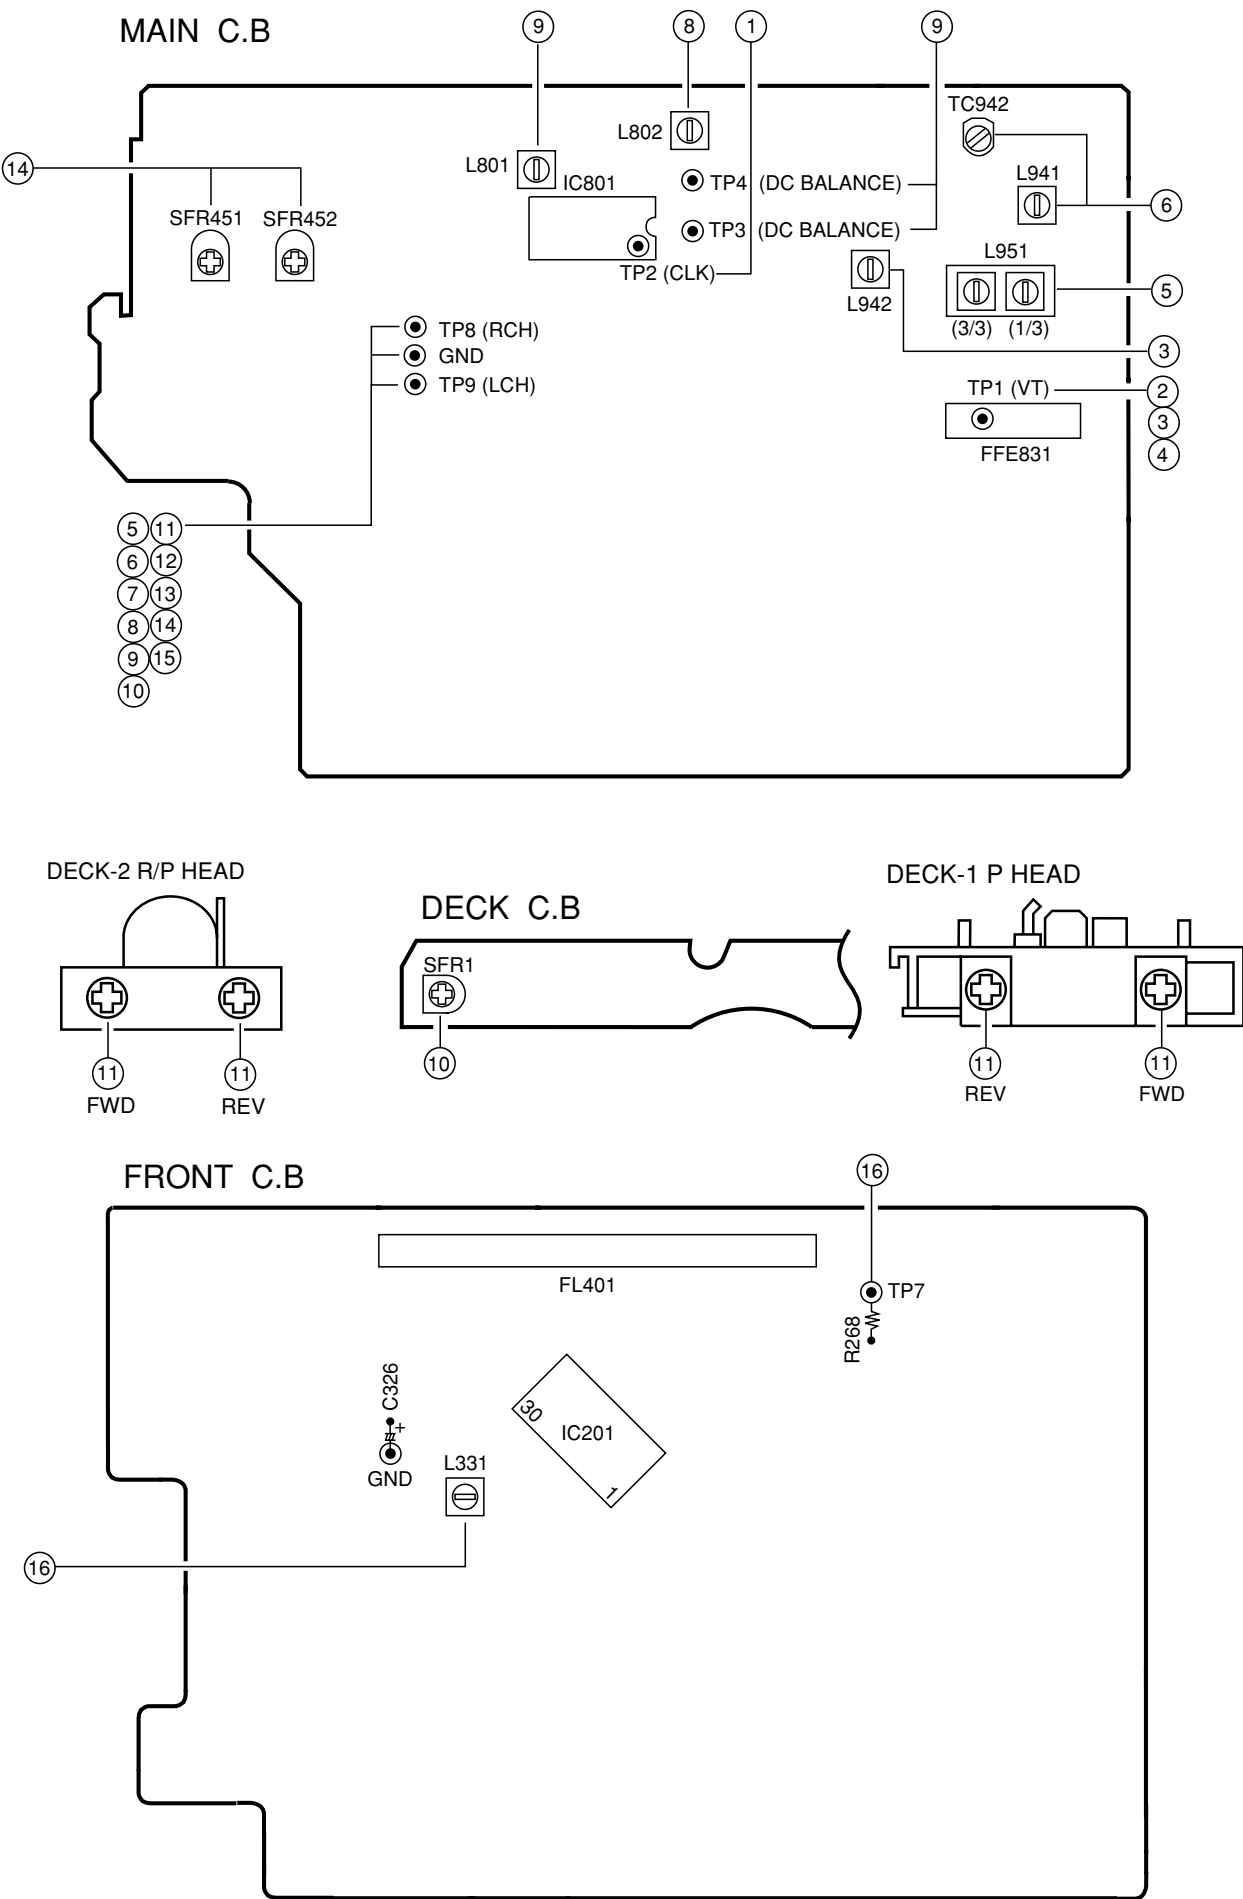 MAIN C.B
9
8
1
9
TC942
L802
L801
IC801
TP4 (DC BALANCE)
L941
14
6
SFR451
SFR452
TP3 (DC BALANCE)
TP2 (CLK)
L951
L942
5
(3/3) (1/3)
TP8 (RCH)
GND
TP9 (LCH)
3
TP1 (VT)
2
3
4
FFE831
5 11
6 12
7 13
8 14
9 15
10
DECK-2 R/P HEAD
11
FWD
11
REV
DECK C.B
SFR1
10
DECK-1 P HEAD
11
REV
11
FWD
FRONT C.B
16
FL401
TP7
R268
C326
+
GND
30
IC201
1
L331
16